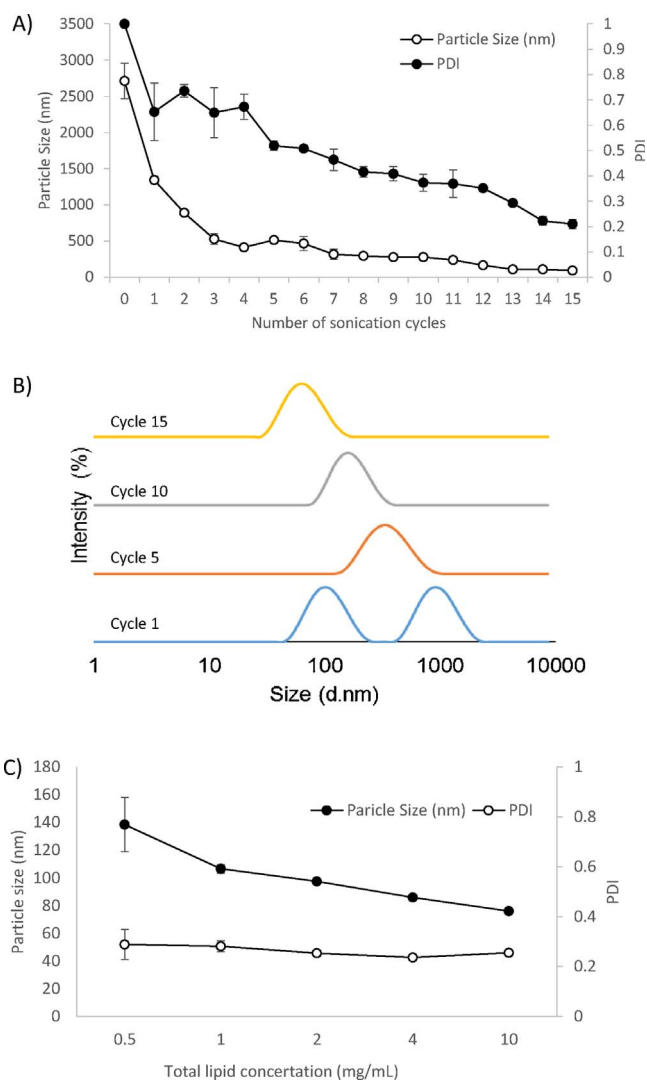 A)
3500
3000
2500
2000
1500
1000
500
0
Particle Size (nm)
Particle Size (nm)
PDI
1
0.9
0.8
0.7
0.6
0.5
0.4
0.3
0.2
0.1
0
PDI
0 1 2 3 4 5 6 7 8 9 10 11 12 13 14 15
Number of sonication cycles
B)
Intensity (%)
Cycle 15
Cycle 10
Cycle 5
Cycle 1
1 10 100 1000 10000
Size (d.nm)
C)
180
160
140
120
100
80
60
40
20
0
Particle size (nm)
Paricle Size (nm)
PDI
1
0.8
0.6
0.4
0.2
0
PDI
0.5 1 2 4 10
Total lipid concertation (mg/mL)